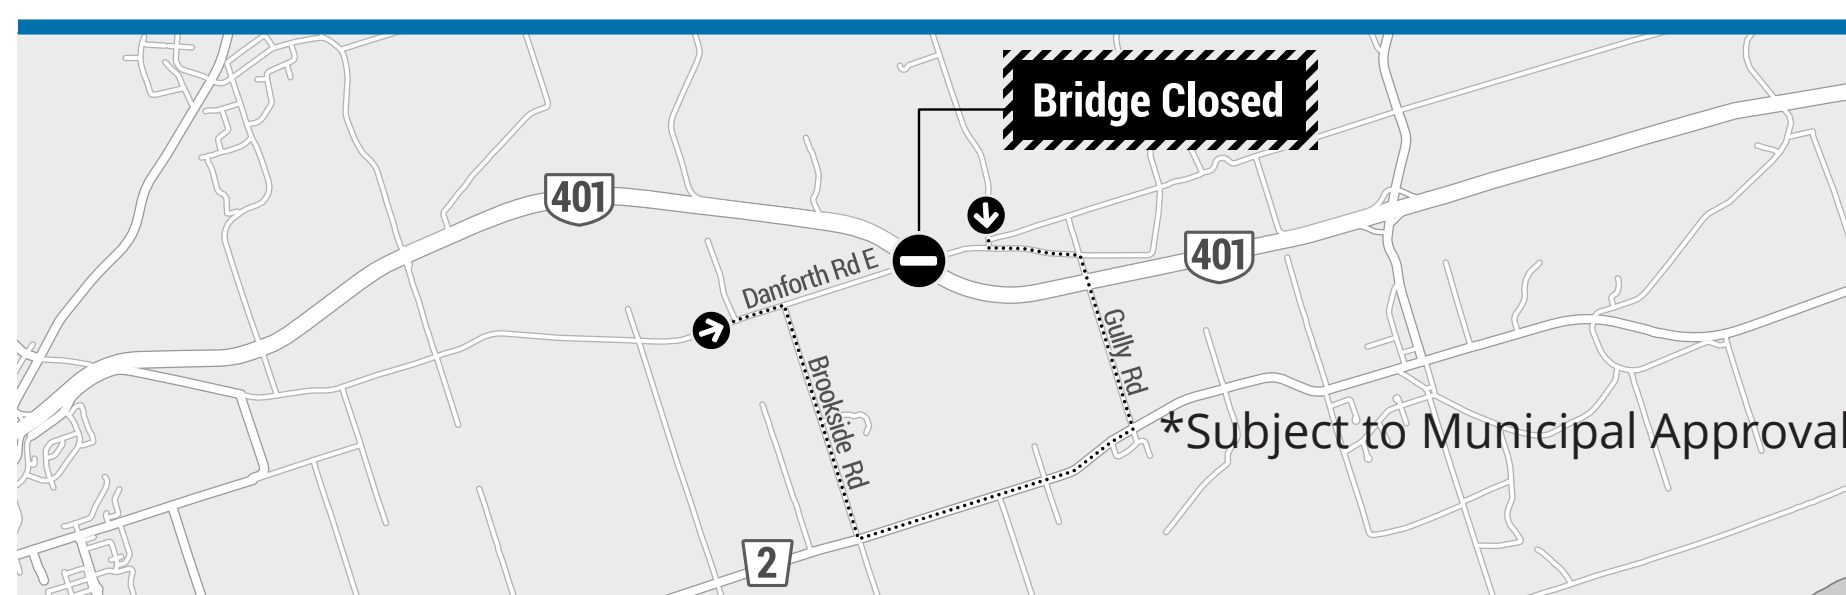 Bridge Closed
401
Danforth Rd E
401
Gully Rd
Brookside Rd
*Subject to Municipal Approval
2